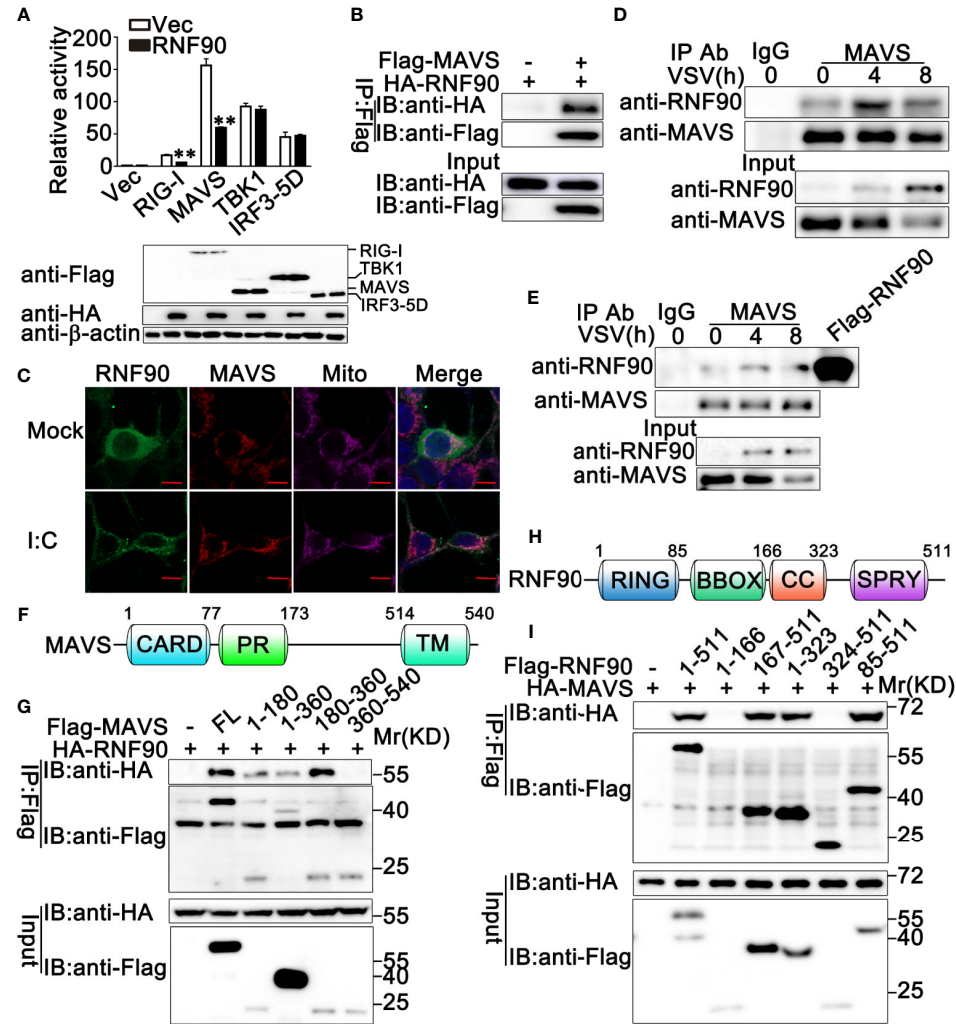 A
Relative activity
200
150
100
50
0
Vec
RNF90
**
**
Vec
RIG-I
MAVS
TBK1
IRF3-5D
anti-Flag
anti-HA
anti-β-actin
RIG-I
TBK1
MAVS
IRF3-5D
B
Flag-MAVS - +
HA-RNF90 + +
IP:Flag
IB:anti-HA
IB:anti-Flag
Input
IB:anti-HA
IB:anti-Flag
D
IP Ab IgG MAVS
VSV(h) 0 0 4 8
anti-RNF90
anti-MAVS
Input
anti-RNF90
anti-MAVS
C
RNF90 MAVS Mito Merge
Mock
I:C
E
IP Ab IgG MAVS Flag-RNF90
VSV(h) 0 0 4 8
anti-RNF90
anti-MAVS
Input
anti-RNF90
anti-MAVS
F
1 77 173 514 540
MAVS CARD PR TM
H
1 85 166 323 511
RNF90 RING BBOX CC SPRY
G
Flag-MAVS - FL 1-180 1-360 180-360 360-540
HA-RNF90 + + + + + + Mr(KD)
IP:Flag
IB:anti-HA -55
-40
IB:anti-Flag
-25
Input
IB:anti-HA -55
55
40
IB:anti-Flag
25
I
Flag-RNF90 - 1-511 1-166 167-511 1-323 324-511 85-511
HA-MAVS + + + + + + + Mr(KD)
IP:Flag
IB:anti-HA -72
55
IB:anti-Flag -40
-25
Input
IB:anti-HA -72
-55
-40
IB:anti-Flag
-25